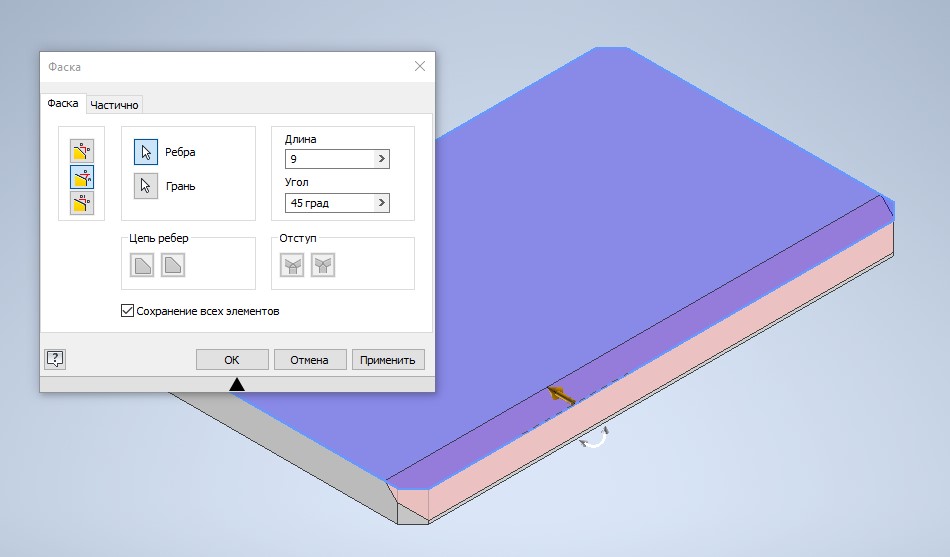 Фаска
Фаска
Частично
Ребра
Грань
Длина
9
Угол
45 град
Цепь ребер
Отступ
Сохранение всех элементов
?
ОК
Отмена
Применить